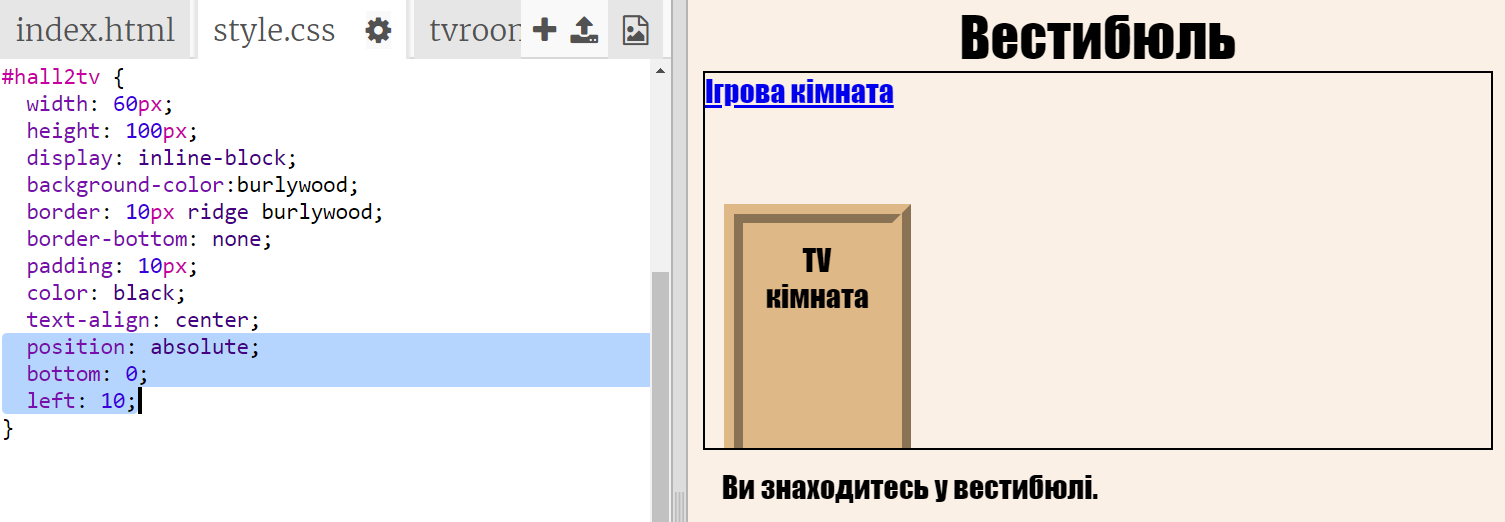 index.html style.css tvroom
#hall2tv {
width: 60px;
height: 100px;
display: inline-block;
background-color:burlywood;
border: 10px ridge burlywood;
border-bottom: none;
padding: 10px;
color: black;
text-align: center;
position: absolute;
bottom: 0;
left: 10;
}
Вестибюль
Ігрова кімната
TV
кімната
Ви знаходитесь у вестибюлі.